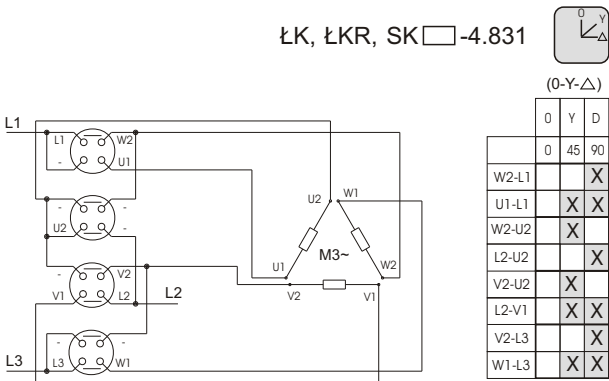 ŁK, ŁKR, SK -4.831
0
Y
△
(0-Y-△)
0 Y D
0 45 90
W2-L1 X
U1-L1 X X
W2-U2 X
L2-U2 X
V2-U2 X
L2-V1 X X
V2-L3 X
W1-L3 X X
L1
L1 W2
- U1
- -
U2 -
- V2
V1 L2
L2
- -
L3 W1
L3
U2 W1
M3~
U1 W2
V2 V1